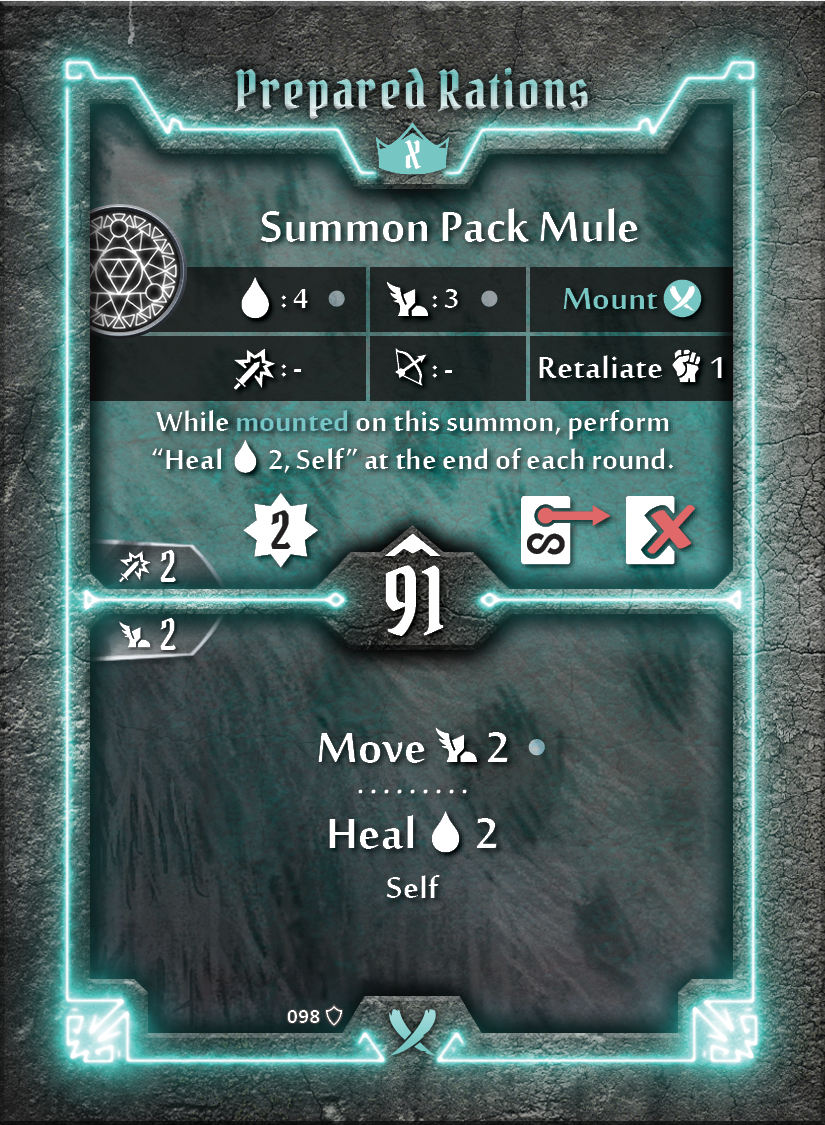 Prepared Rations
X
Summon Pack Mule
: 4
: 3
Mount
: -
: -
Retaliate 1
While mounted on this summon, perform
“Heal 2, Self” at the end of each round.
2
2
91
2
Move 2
.........
Heal 2
Self
098